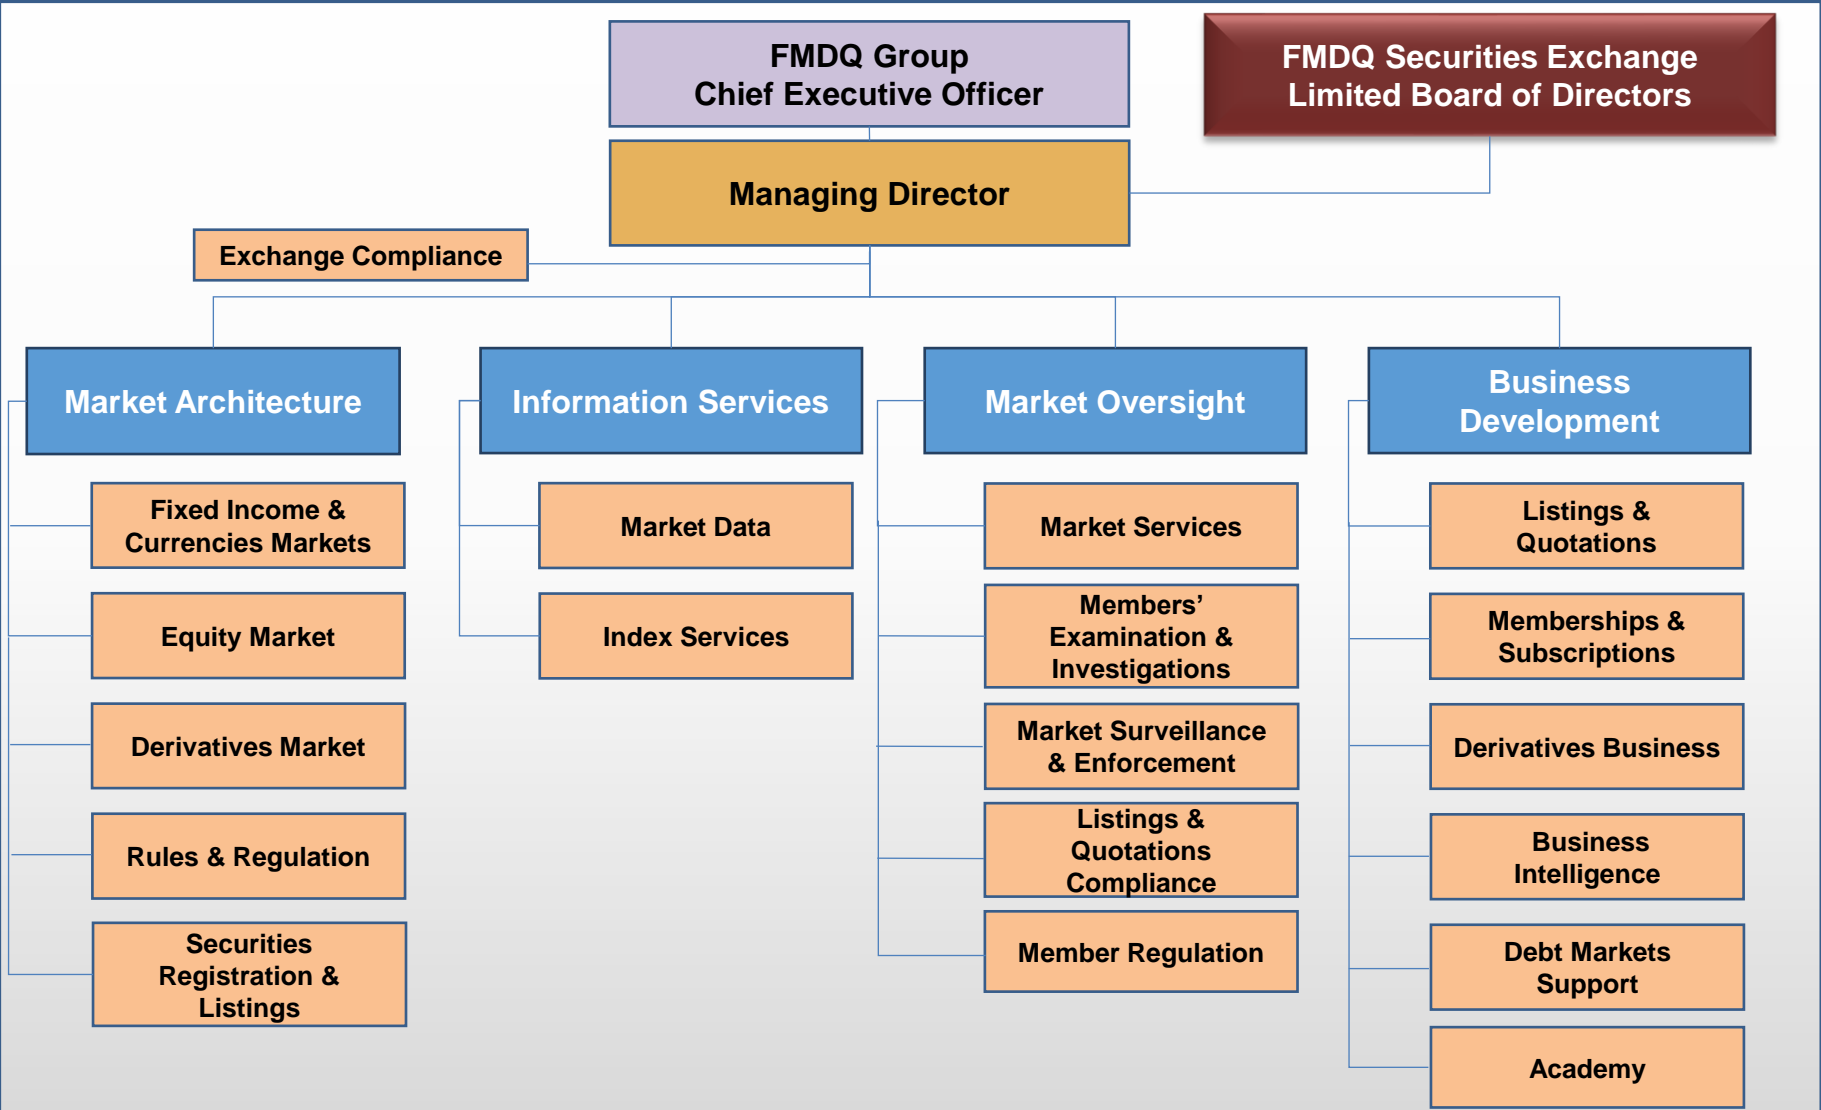 FMDQ Group
Chief Executive Officer
FMDQ Securities Exchange
Limited Board of Directors
Managing Director
Exchange Compliance
Market Architecture
Fixed Income &
Currencies Markets
Equity Market
Derivatives Market
Rules & Regulation
Securities
Registration &
Listings
Information Services
Market Data
Index Services
Market Oversight
Market Services
Members’
Examination &
Investigations
Market Surveillance
& Enforcement
Listings &
Quotations
Compliance
Member Regulation
Business
Development
Listings &
Quotations
Memberships &
Subscriptions
Derivatives Business
Business
Intelligence
Debt Markets
Support
Academy